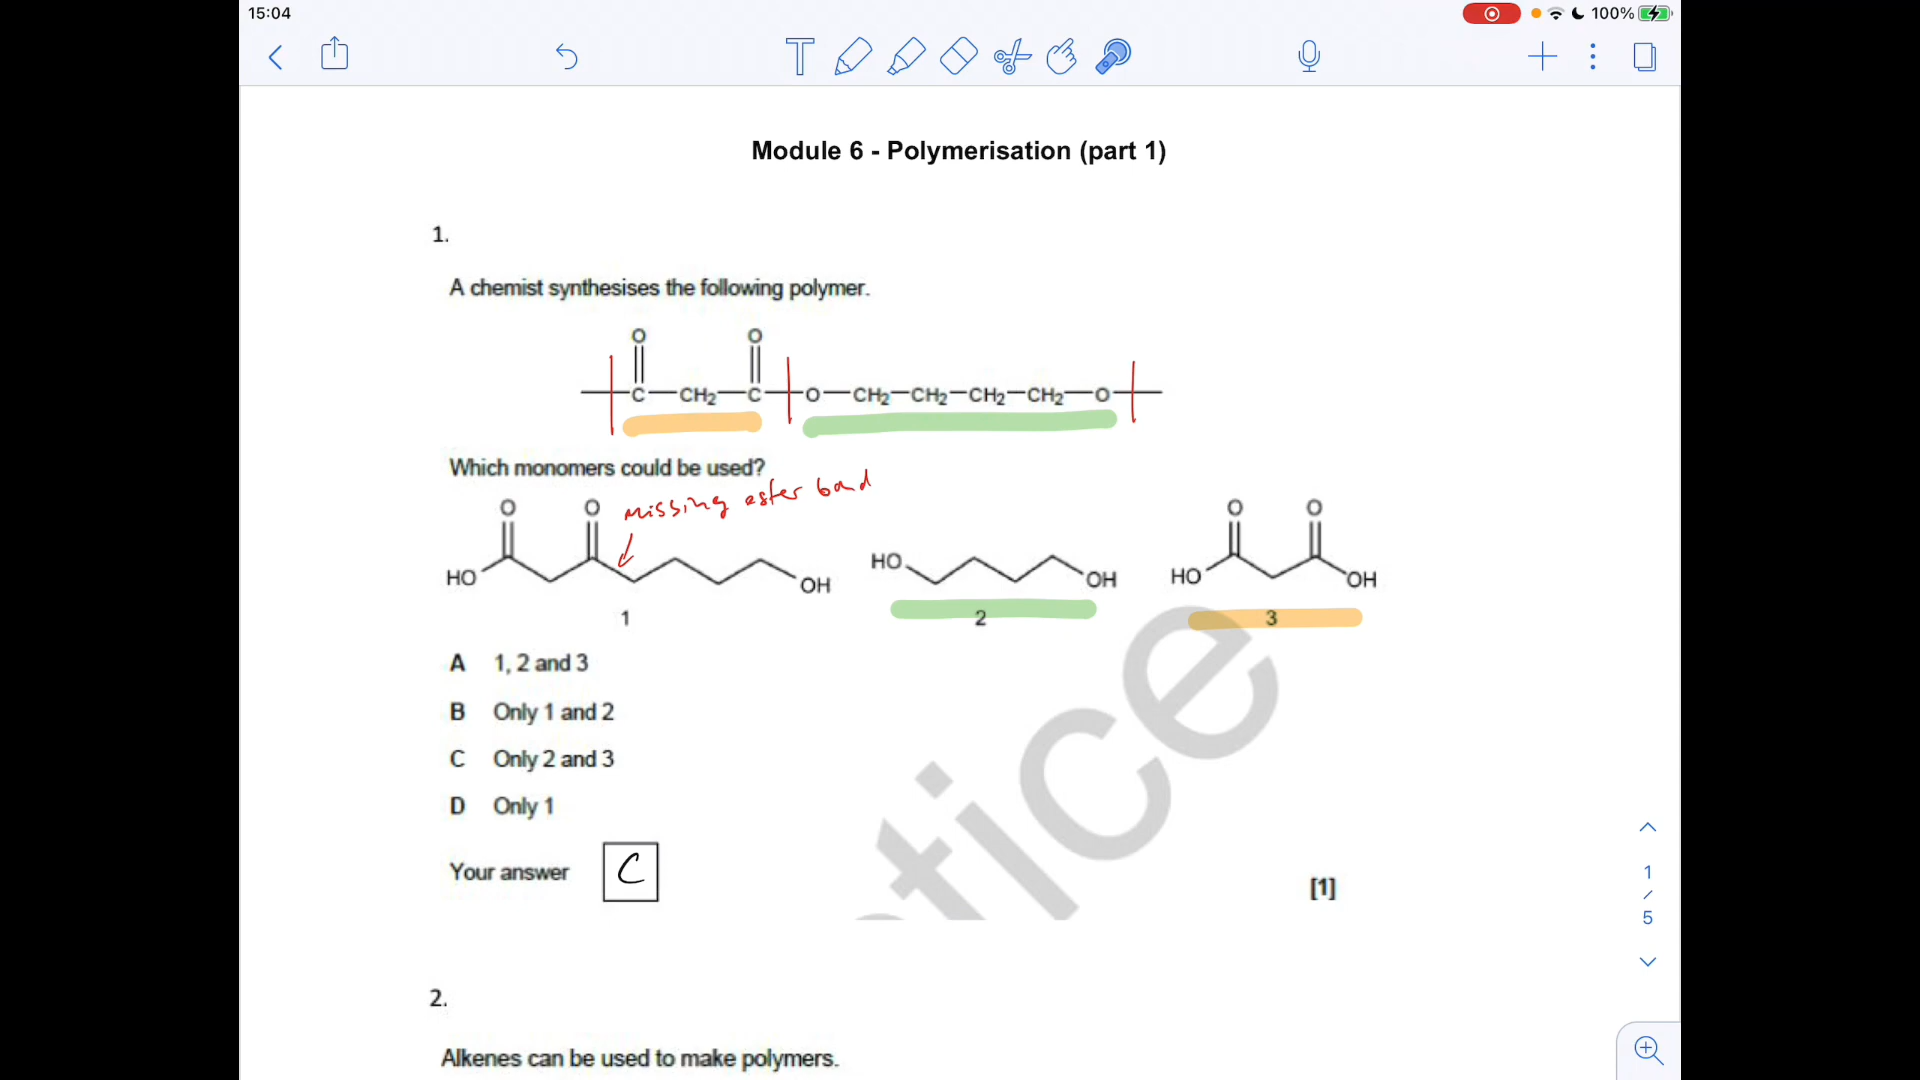 15:04
100%
T
Module 6 - Polymerisation (part 1)
1.
A chemist synthesises the following polymer.
O O
C CH2 C O CH2 CH2 CH2 CH2 O
Which monomers could be used?
missing ester bond
O O O O
HO OH HO OH HO OH
1 2 3
A 1, 2 and 3
B Only 1 and 2
C Only 2 and 3
D Only 1
Your answer C
[1]
1
/
5
2.
Alkenes can be used to make polymers.
tice